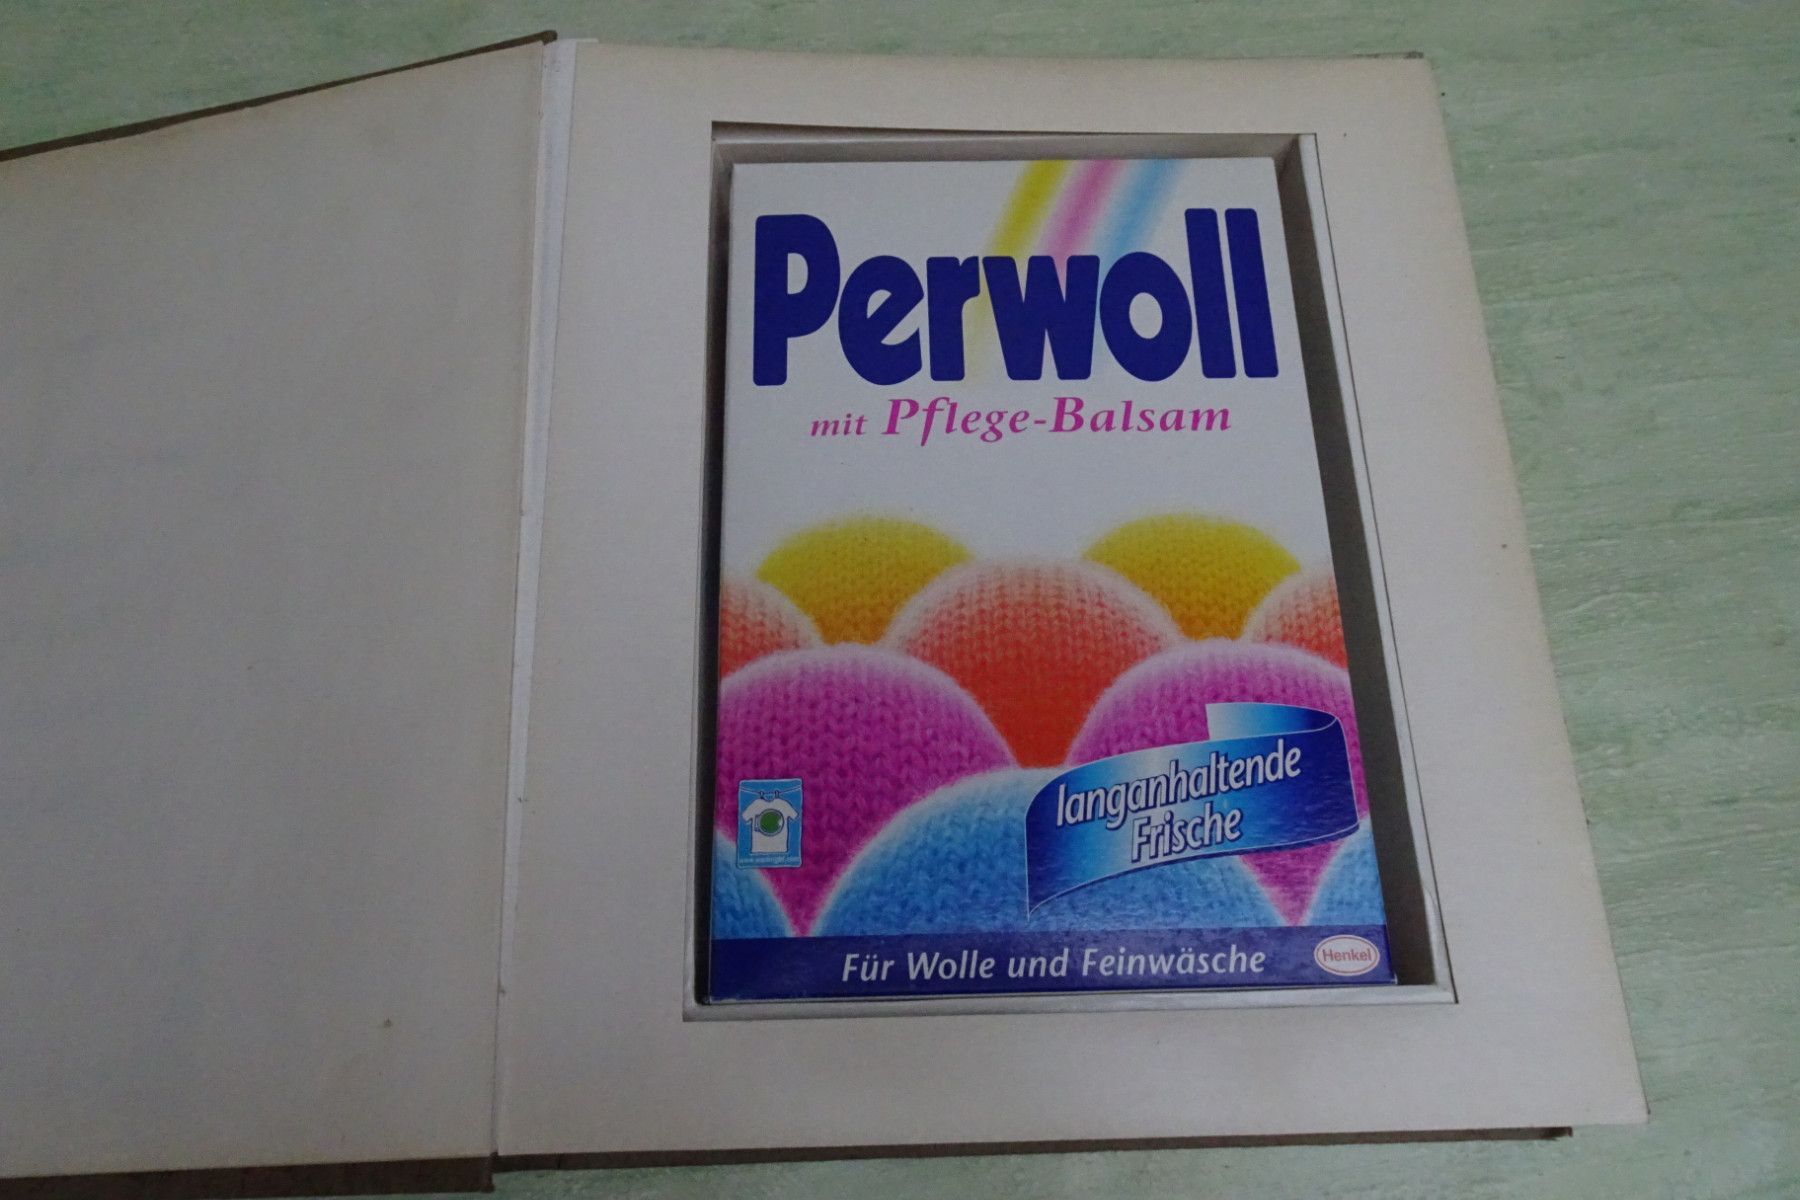 Perwoll
mit Pflege-Balsam
langanhaltende
Frische
Für Wolle und Feinwäsche
Henkel